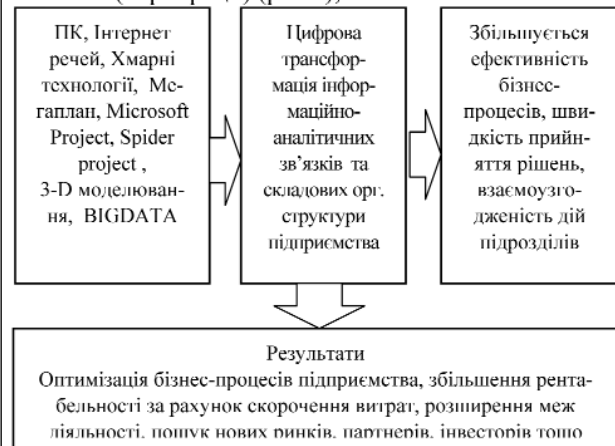 ПК, Інтернет
речей, Хмарні
технології, Ме-
гаплан, Microsoft
Project, Spider
project ,
3-D моделюван-
ня, BIGDATA
Цифрова
трансфор-
мація інфор-
маційно-
аналітичних
зв’язків та
складових орг.
структури
підприємства
Збільшується
ефективність
бізнес-
процесів, шви-
дкість прийн-
яття рішень,
взаємоузго-
дженість дій
підрозділів
Результати
Оптимізація бізнес-процесів підприємства, збільшення рента-
бельності за рахунок скорочення витрат, розширення меж
діяльності, пошук нових ринків, партнерів, інвесторів тощо